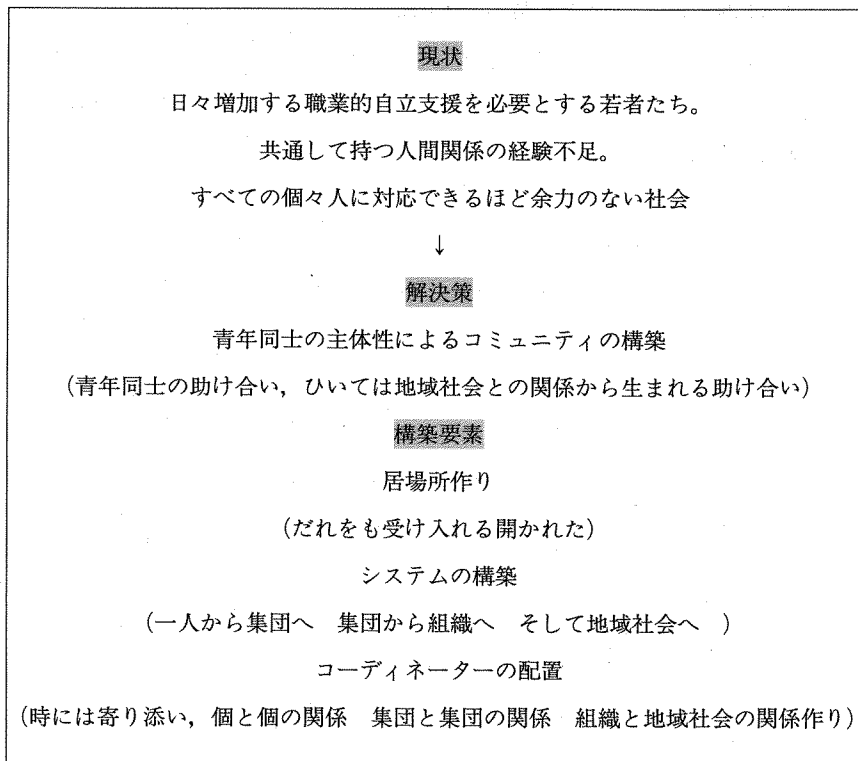 現状
日々増加する職業的自立支援を必要とする若者たち。
共通して持つ人間関係の経験不足。
すべての個々人に対応できるほど余力のない社会
↓
解決策
青年同士の主体性によるコミュニティの構築
(青年同士の助け合い，ひいては地域社会との関係から生まれる助け合い)
構築要素
居場所作り
(だれをも受け入れる開かれた)
システムの構築
(一人から集団へ　集団から組織へ　そして地域社会へ　)
コーディネーターの配置
(時には寄り添い，個と個の関係　集団と集団の関係　組織と地域社会の関係作り)